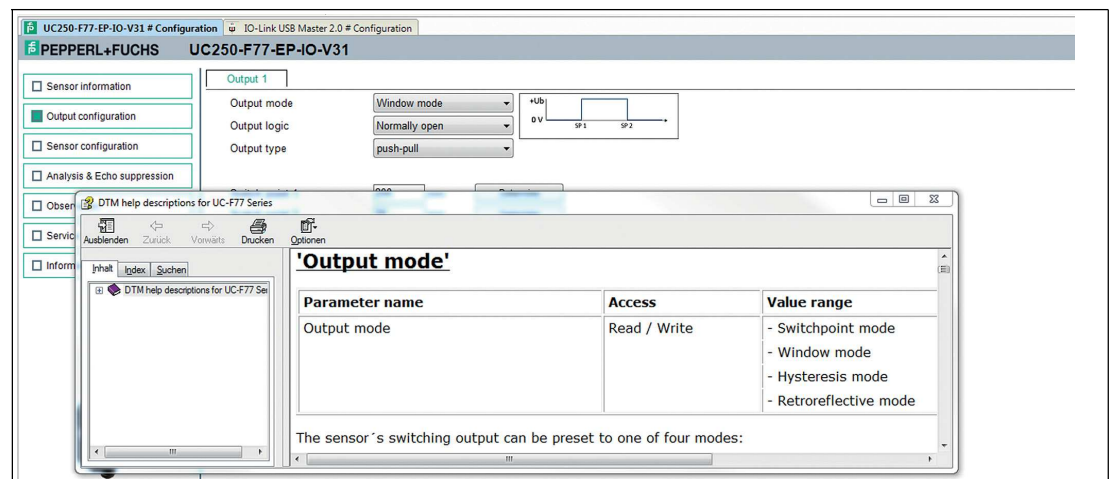 UC250-F77-EP-IO-V31 # Configuration
IO-Link USB Master 2.0 # Configuration
PEPPERL+FUCHS UC250-F77-EP-IO-V31
Sensor information
Output configuration
Sensor configuration
Analysis & Echo suppression
Output 1
Output mode Window mode
Output logic Normally open
Output type push-pull
+Ub
0 V
SP 1 SP 2
DTM help descriptions for UC-F77 Series
Ausblenden Zurück Vorwärts Drucken Optionen
Inhalt Index Suchen
DTM help descriptions for UC-F77 Ser
'Output mode'
Parameter name Access Value range
Output mode Read / Write - Switchpoint mode
- Window mode
- Hysteresis mode
- Retroreflective mode
The sensor´s switching output can be preset to one of four modes: